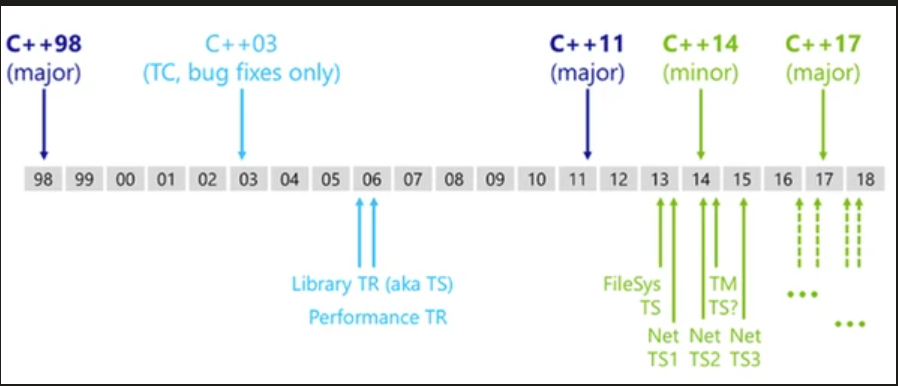 C++98 C++03 C++11 C++14 C++17
(major) (TC, bug fixes only) (major) (minor) (major)
98 99 00 01 02 03 04 05 06 07 08 09 10 11 12 13 14 15 16 17 18
Library TR (aka TS) FileSys TM
TS TS?
Performance TR
Net Net Net
TS1 TS2 TS3